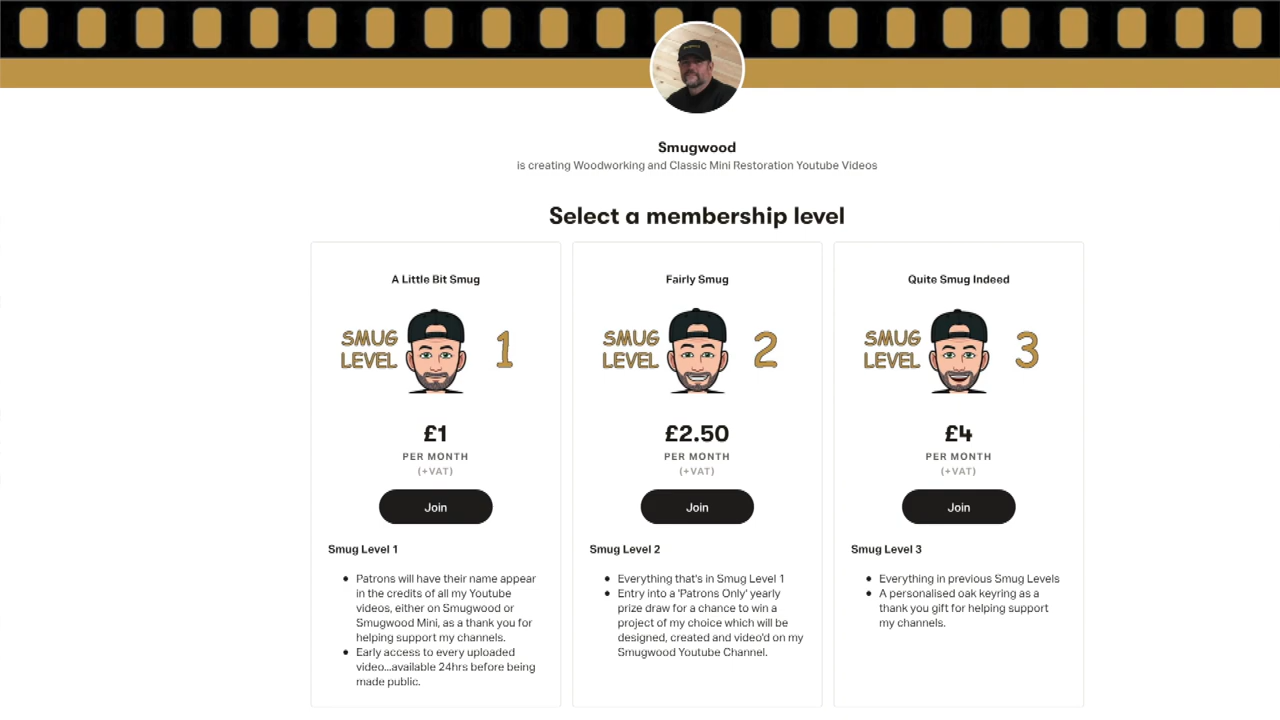 Smugwood
is creating Woodworking and Classic Mini Restoration Youtube Videos
Select a membership level
A Little Bit Smug
SMUG
LEVEL
1
£1
PER MONTH
(+VAT)
Join
Smug Level 1
Patrons will have their name appear
in the credits of all my Youtube
videos, either on Smugwood or
Smugwood Mini, as a thank you for
helping support my channels.
Early access to every uploaded
video...available 24hrs before being
made public.
Fairly Smug
SMUG
LEVEL
2
£2.50
PER MONTH
(+VAT)
Join
Smug Level 2
Everything that's in Smug Level 1
Entry into a 'Patrons Only' yearly
prize draw for a chance to win a
project of my choice which will be
designed, created and video'd on my
Smugwood Youtube Channel.
Quite Smug Indeed
SMUG
LEVEL
3
£4
PER MONTH
(+VAT)
Join
Smug Level 3
Everything in previous Smug Levels
A personalised oak keyring as a
thank you gift for helping support
my channels.